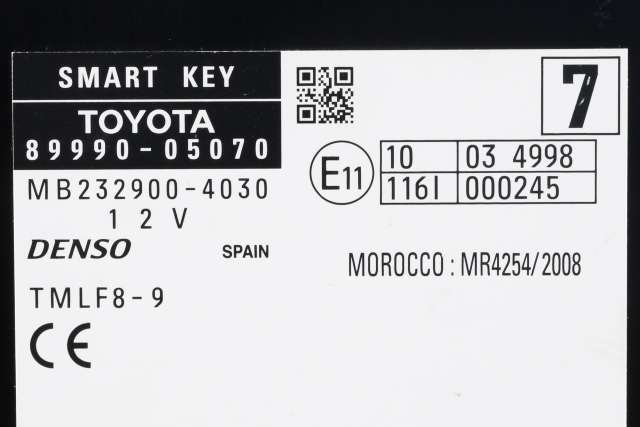 SMART KEY
TOYOTA
89990-05070
MB232900-4030
12V
DENSO SPAIN
TMLF8-9
CE
7
E11
10 03 4998
116I 000245
MOROCCO: MR4254/2008